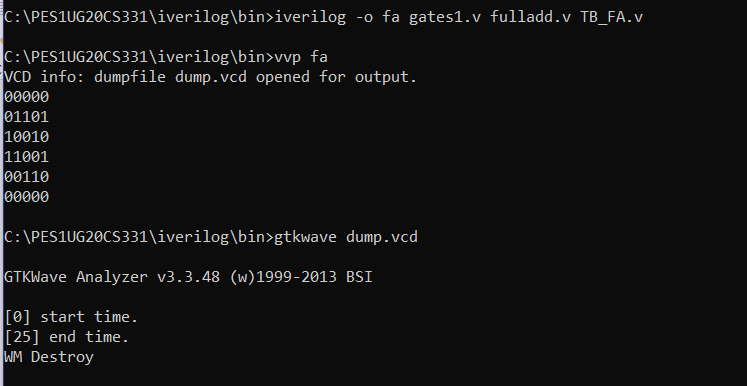 C:\PES1UG20CS331\iverilog\bin>iverilog -o fa gates1.v fulladd.v TB_FA.v
C:\PES1UG20CS331\iverilog\bin>vvp fa
VCD info: dumpfile dump.vcd opened for output.
00000
01101
10010
11001
00110
00000
C:\PES1UG20CS331\iverilog\bin>gtkwave dump.vcd
GTKWave Analyzer v3.3.48 (w)1999-2013 BSI
[0] start time.
[25] end time.
WM Destroy